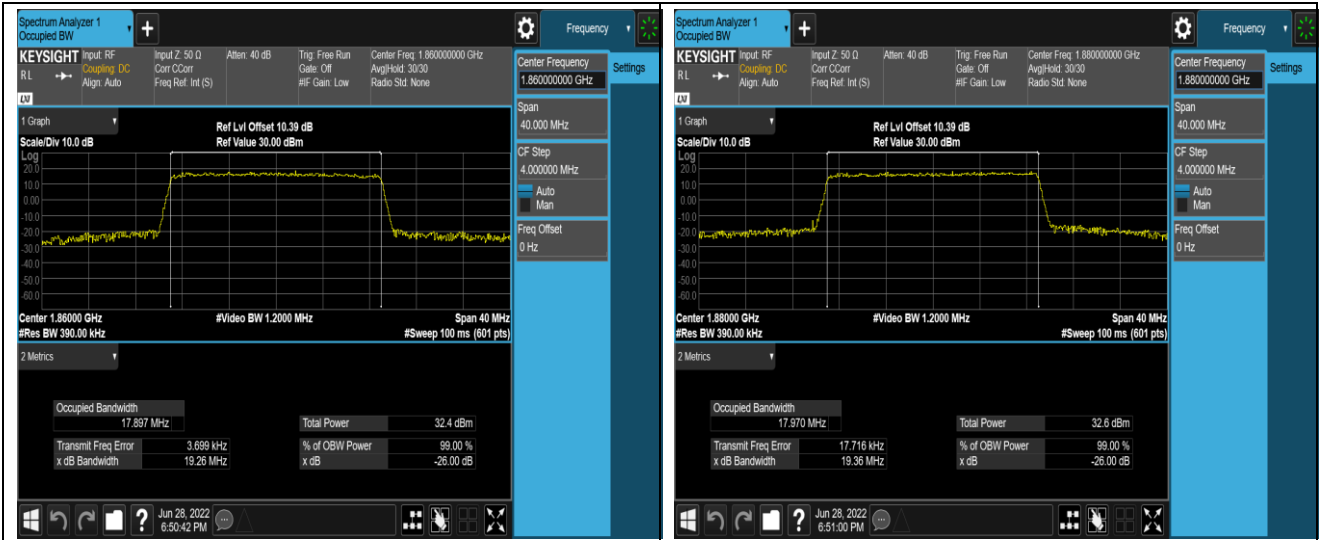 Spectrum Analyzer 1
Occupied BW
+
Frequency
KEYSIGHT
RL
LXI
Input: RF
Coupling: DC
Align: Auto
Input Z: 50 Ω
Corr CCorr
Freq Ref: Int (S)
Atten: 40 dB
Trig: Free Run
Gate: Off
#IF Gain: Low
Center Freq: 1.860000000 GHz
Avg|Hold: 30/30
Radio Std: None
Center Frequency
1.860000000 GHz
Settings
Span
40.000 MHz
CF Step
4.000000 MHz
Auto
Man
Freq Offset
0 Hz
1 Graph
Scale/Div 10.0 dB
Ref Lvl Offset 10.39 dB
Ref Value 30.00 dBm
Log
20.0
10.0
0.00
-10.0
-20.0
-30.0
-40.0
-50.0
-60.0
Center 1.86000 GHz
#Res BW 390.00 kHz
#Video BW 1.2000 MHz
Span 40 MHz
#Sweep 100 ms (601 pts)
2 Metrics
Occupied Bandwidth
17.897 MHz
Total Power 32.4 dBm
Transmit Freq Error 3.699 kHz
% of OBW Power 99.00 %
x dB Bandwidth 19.26 MHz
x dB -26.00 dB
?
Jun 28, 2022
6:50:42 PM
Spectrum Analyzer 1
Occupied BW
+
Frequency
KEYSIGHT
RL
LXI
Input: RF
Coupling: DC
Align: Auto
Input Z: 50 Ω
Corr CCorr
Freq Ref: Int (S)
Atten: 40 dB
Trig: Free Run
Gate: Off
#IF Gain: Low
Center Freq: 1.880000000 GHz
Avg|Hold: 30/30
Radio Std: None
Center Frequency
1.880000000 GHz
Settings
Span
40.000 MHz
CF Step
4.000000 MHz
Auto
Man
Freq Offset
0 Hz
1 Graph
Scale/Div 10.0 dB
Ref Lvl Offset 10.39 dB
Ref Value 30.00 dBm
Log
20.0
10.0
0.00
-10.0
-20.0
-30.0
-40.0
-50.0
-60.0
Center 1.88000 GHz
#Res BW 390.00 kHz
#Video BW 1.2000 MHz
Span 40 MHz
#Sweep 100 ms (601 pts)
2 Metrics
Occupied Bandwidth
17.970 MHz
Total Power 32.6 dBm
Transmit Freq Error 17.716 kHz
% of OBW Power 99.00 %
x dB Bandwidth 19.36 MHz
x dB -26.00 dB
?
Jun 28, 2022
6:51:00 PM